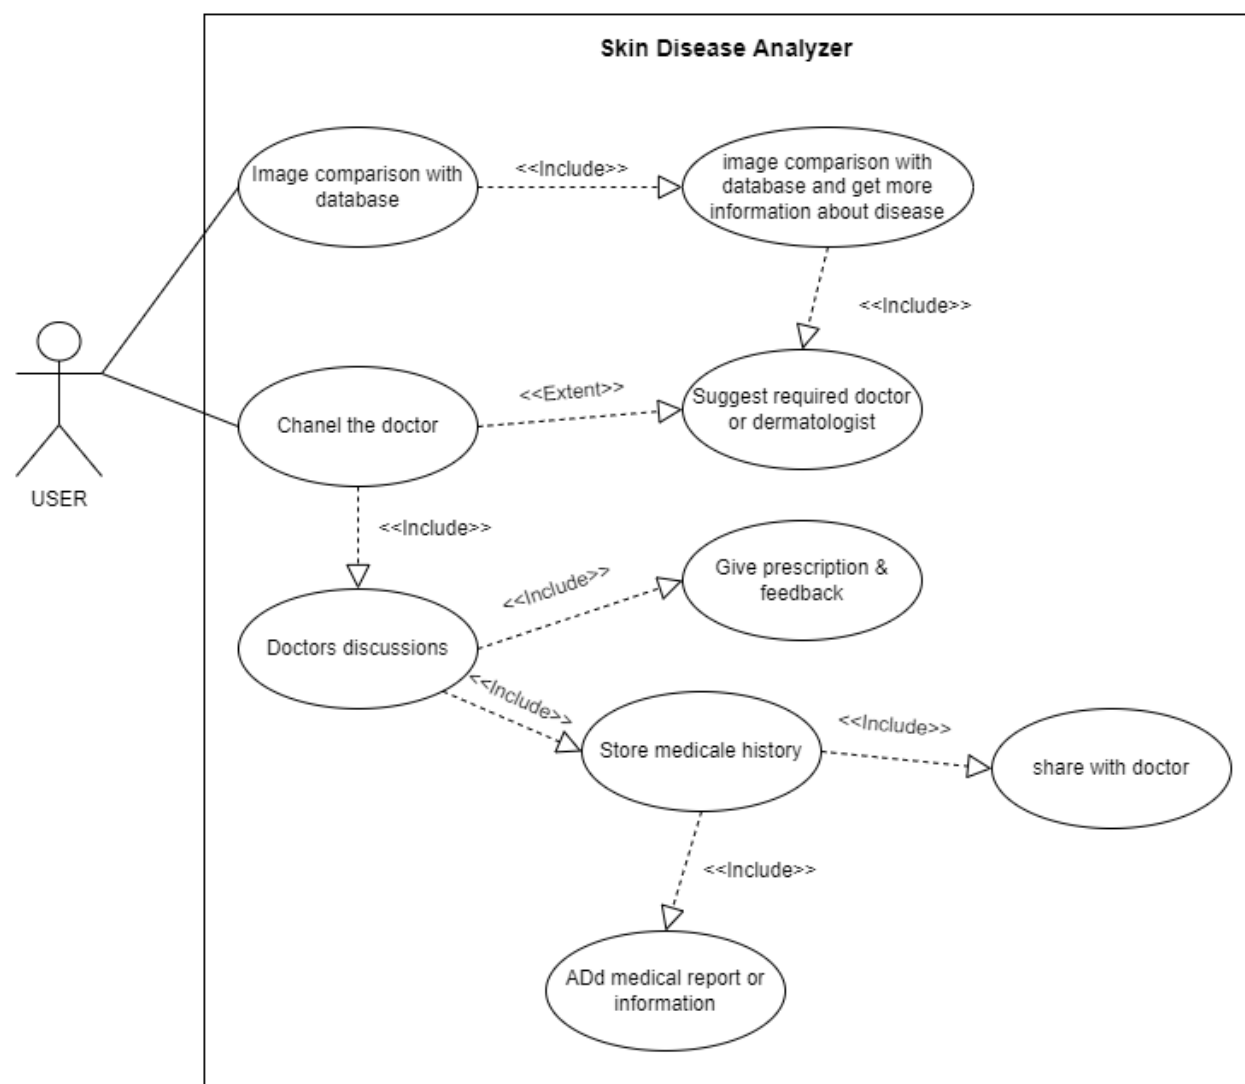 Skin Disease Analyzer
Image comparison with
database
<<Include>>
image comparison with
database and get more
information about disease
<<Include>>
USER
Chanel the doctor
<<Extent>>
Suggest required doctor
or dermatologist
<<Include>>
Doctors discussions
<<Include>>
Give prescription &
feedback
<<Include>>
Store medicale history
<<Include>>
share with doctor
<<Include>>
ADd medical report or
information